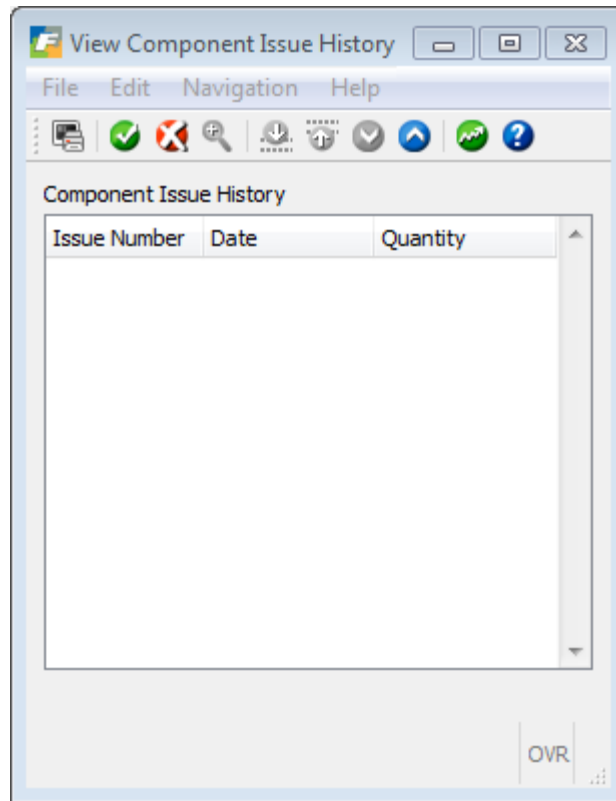 View Component Issue History
File Edit Navigation Help
Component Issue History
Issue Number Date Quantity
OVR